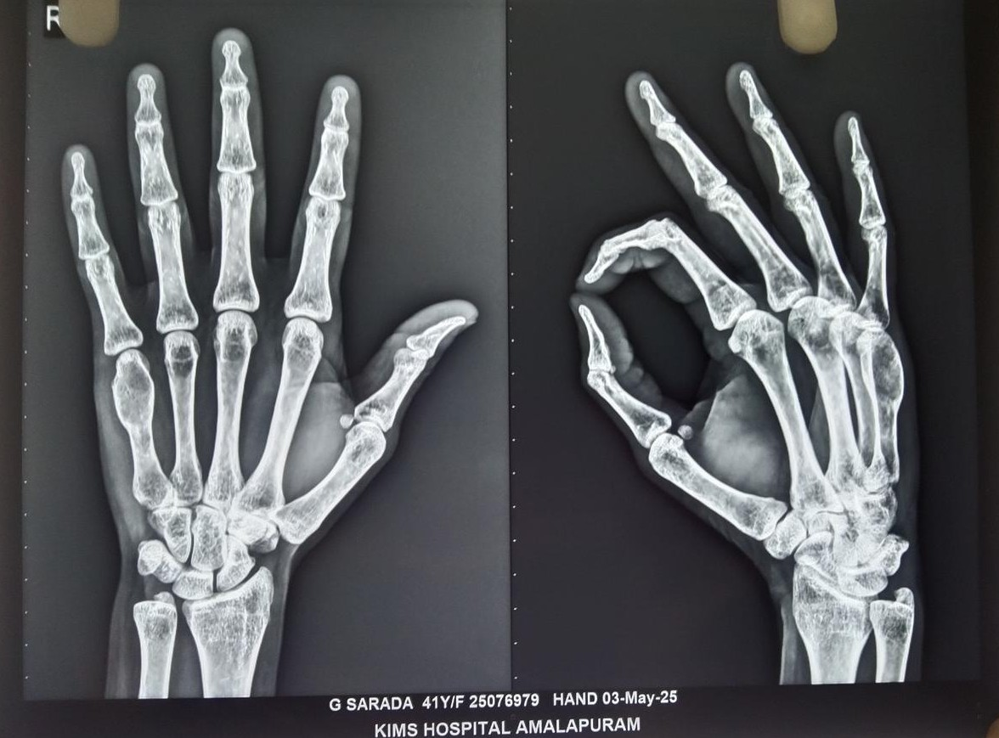 R
G SARADA 41Y/F 25076979 HAND 03-May-25
KIMS HOSPITAL AMALAPURAM